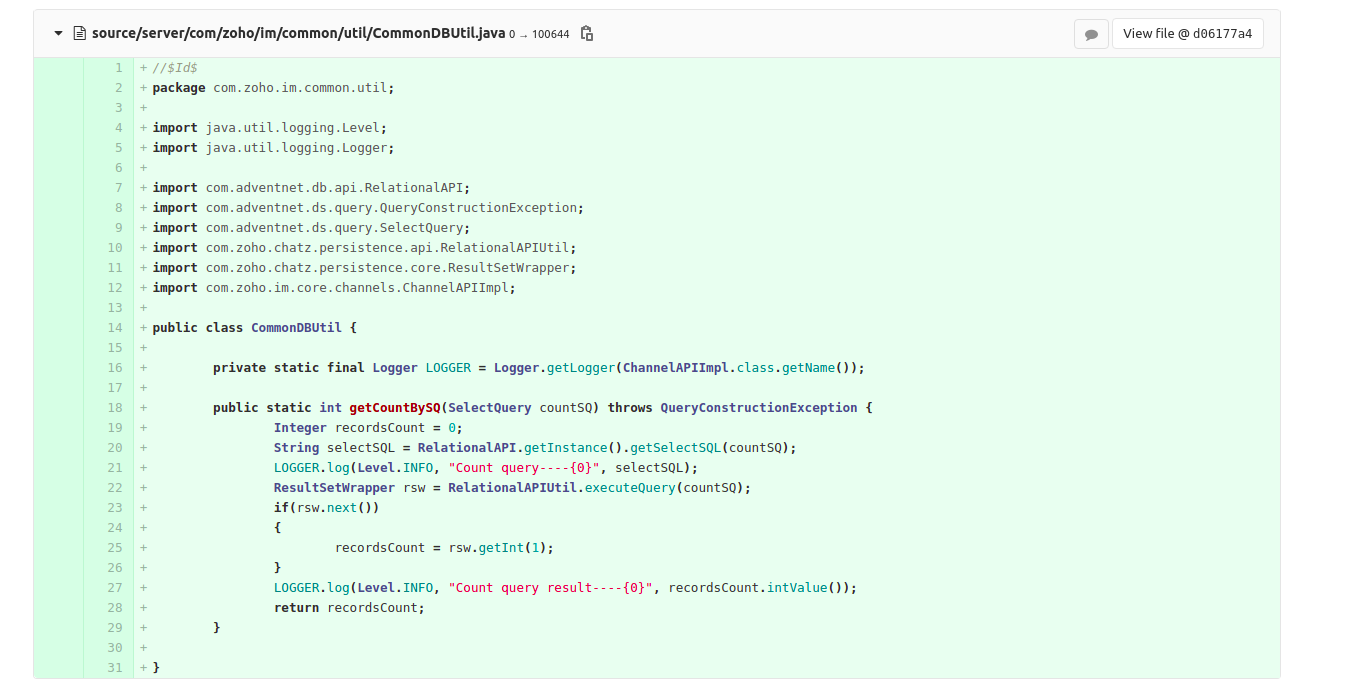 source/server/com/zoho/im/common/util/CommonDBUtil.java 0 → 100644 View file @ d06177a4
1 + //$Id$
2 + package com.zoho.im.common.util;
3 +
4 + import java.util.logging.Level;
5 + import java.util.logging.Logger;
6 +
7 + import com.adventnet.db.api.RelationalAPI;
8 + import com.adventnet.ds.query.QueryConstructionException;
9 + import com.adventnet.ds.query.SelectQuery;
10 + import com.zoho.chatz.persistence.api.RelationalAPIUtil;
11 + import com.zoho.chatz.persistence.core.ResultSetWrapper;
12 + import com.zoho.im.core.channels.ChannelAPIImpl;
13 +
14 + public class CommonDBUtil {
15 +
16 + private static final Logger LOGGER = Logger.getLogger(ChannelAPIImpl.class.getName());
17 +
18 + public static int getCountBySQ(SelectQuery countSQ) throws QueryConstructionException {
19 + Integer recordsCount = 0;
20 + String selectSQL = RelationalAPI.getInstance().getSelectSQL(countSQ);
21 + LOGGER.log(Level.INFO, "Count query----{0}", selectSQL);
22 + ResultSetWrapper rsw = RelationalAPIUtil.executeQuery(countSQ);
23 + if(rsw.next())
24 + {
25 + recordsCount = rsw.getInt(1);
26 + }
27 + LOGGER.log(Level.INFO, "Count query result----{0}", recordsCount.intValue());
28 + return recordsCount;
29 + }
30 +
31 + }